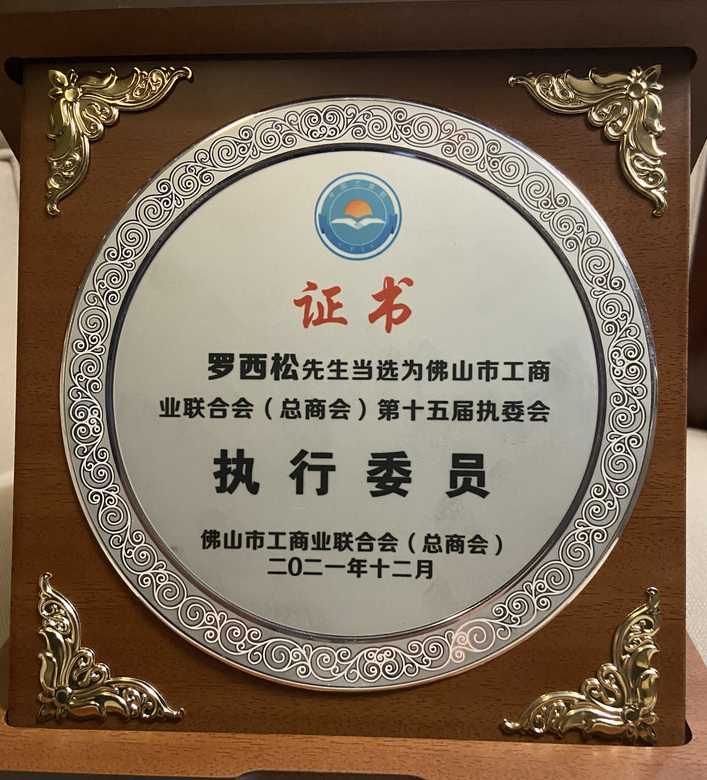 证书
罗西松先生当选为佛山市工商
业联合会（总商会）第十五届执委会
执行委员
佛山市工商业联合会（总商会）
二〇二一年十二月